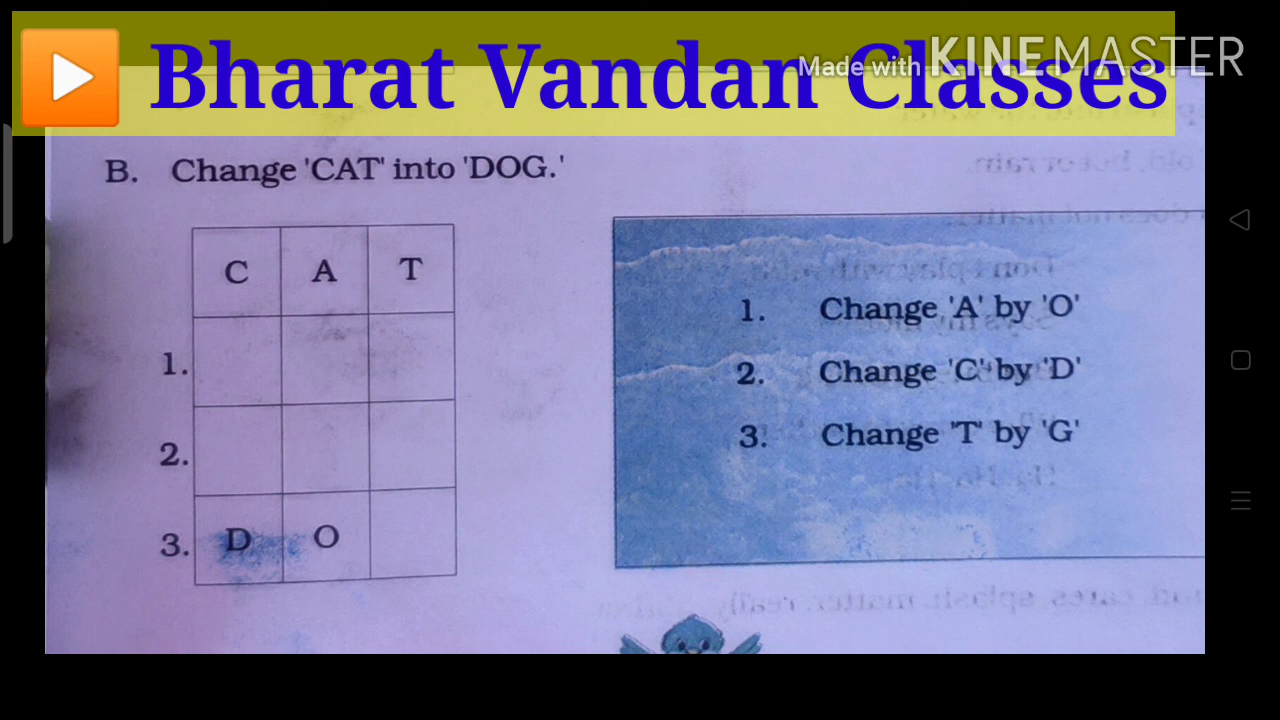 Bharat Vandan Classes
Made with KINEMASTER
B. Change 'CAT' into 'DOG.'
C A T
1.
2.
3. D O
1. Change 'A' by 'O'
2. Change 'C' by 'D'
3. Change 'T' by 'G'